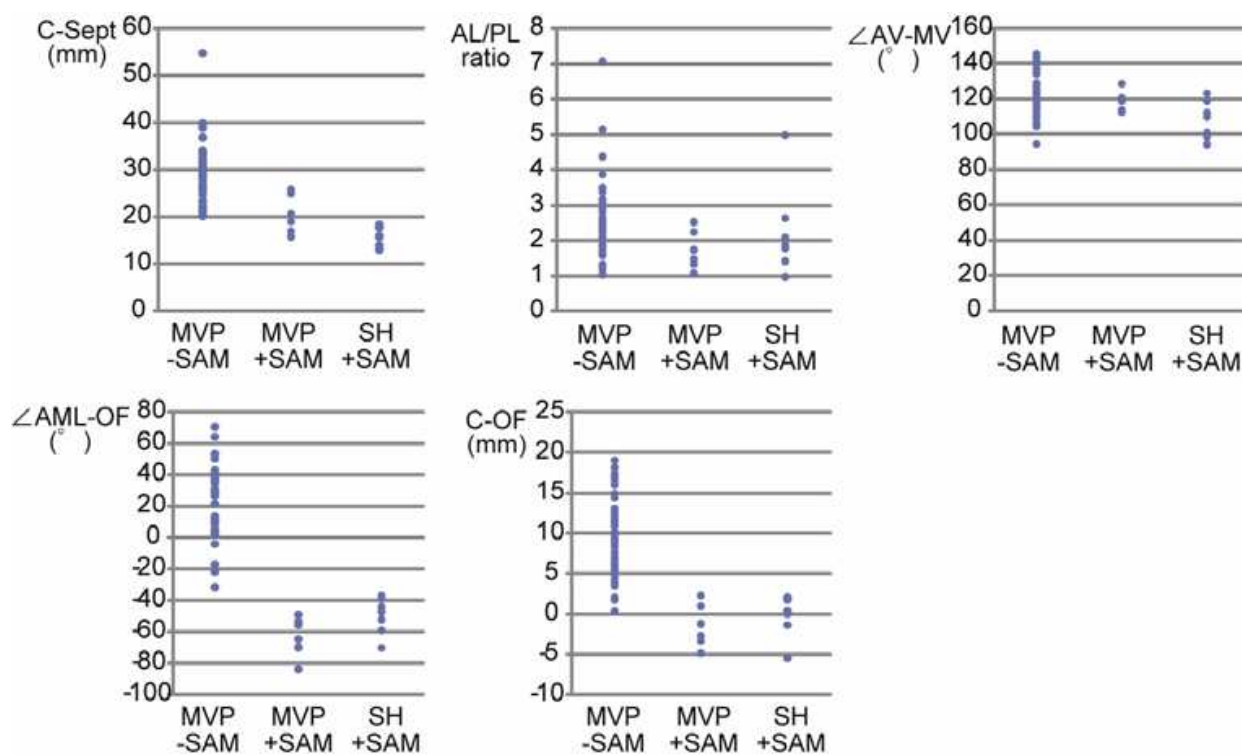 C-Sept
(mm)
60
50
40
30
20
10
0
MVP
-SAM
MVP
+SAM
SH
+SAM
AL/PL
ratio
8
7
6
5
4
3
2
1
0
MVP
-SAM
MVP
+SAM
SH
+SAM
∠AV-MV
(°)
160
140
120
100
80
60
40
20
0
MVP
-SAM
MVP
+SAM
SH
+SAM
∠AML-OF
(°)
80
60
40
20
0
-20
-40
-60
-80
-100
MVP
-SAM
MVP
+SAM
SH
+SAM
C-OF
(mm)
25
20
15
10
5
0
-5
-10
MVP
-SAM
MVP
+SAM
SH
+SAM